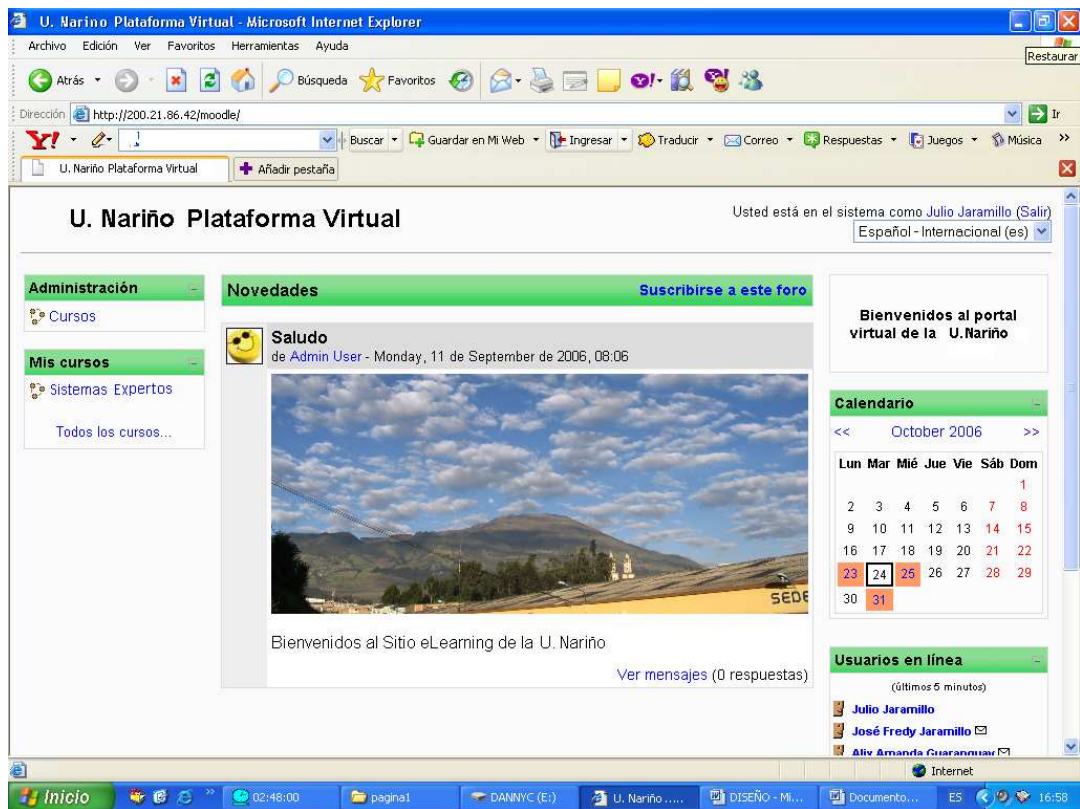 U. Narino Plataforma Virtual - Microsoft Internet Explorer
Archivo Edición Ver Favoritos Herramientas Ayuda
Restaurar
Atrás Búsqueda Favoritos
Dirección http://200.21.86.42/moodle/ Ir
Y! Buscar Guardar en Mi Web Ingresar Traducir Correo Respuestas Juegos Música >>
U. Nariño Plataforma Virtual Añadir pestaña
U. Nariño Plataforma Virtual
Usted está en el sistema como Julio Jaramillo (Salir)
Español - Internacional (es)
Administración
Cursos
Mis cursos
Sistemas Expertos
Todos los cursos...
Novedades Suscribirse a este foro
Saludo
de Admin User - Monday, 11 de September de 2006, 08:06
SEDE
Bienvenidos al Sitio eLearning de la U. Nariño
Ver mensajes (0 respuestas)
Bienvenidos al portal
virtual de la U.Nariño
Calendario
<< October 2006 >>
Lun Mar Mié Jue Vie Sáb Dom
1
2 3 4 5 6 7 8
9 10 11 12 13 14 15
16 17 18 19 20 21 22
23 24 25 26 27 28 29
30 31
Usuarios en línea
(últimos 5 minutos)
Julio Jaramillo
José Fredy Jaramillo
Alix Amanda Guaranguay
Internet
Inicio 02:48:00 pagina1 DANNYC (E:) U. Nariño ..... DISEÑO - Mi... Documento... ES 16:58